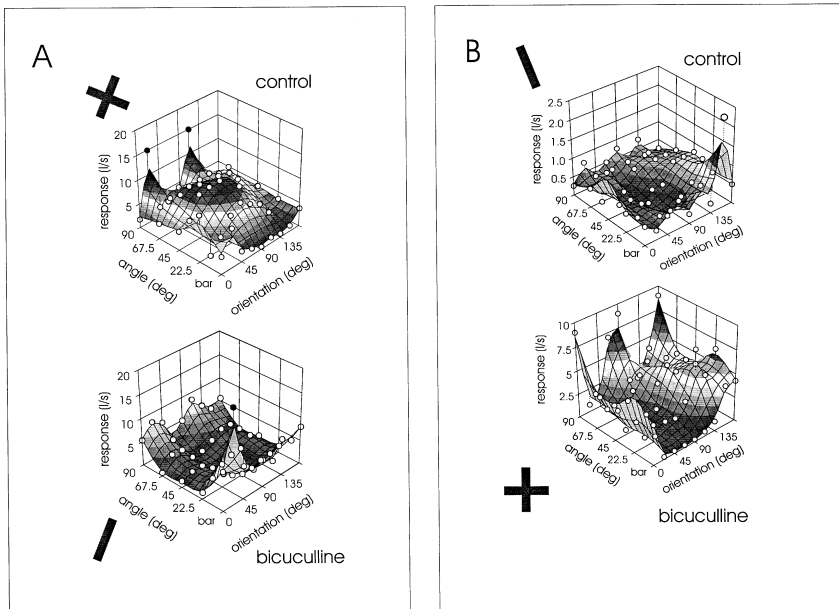 A
control
response (I/s)
20
15
10
5
90
67.5
45
22.5
bar
angle (deg)
0
45
90
135
orientation (deg)
response (I/s)
20
15
10
5
90
67.5
45
22.5
bar
angle (deg)
0
45
90
135
orientation (deg)
bicuculline
B
control
response (I/s)
2.5
2.0
1.5
1.0
0.5
90
67.5
45
22.5
bar
angle (deg)
0
45
90
135
orientation (deg)
response (I/s)
10
7.5
5
2.5
90
67.5
45
22.5
bar
angle (deg)
0
45
90
135
orientation (deg)
bicuculline